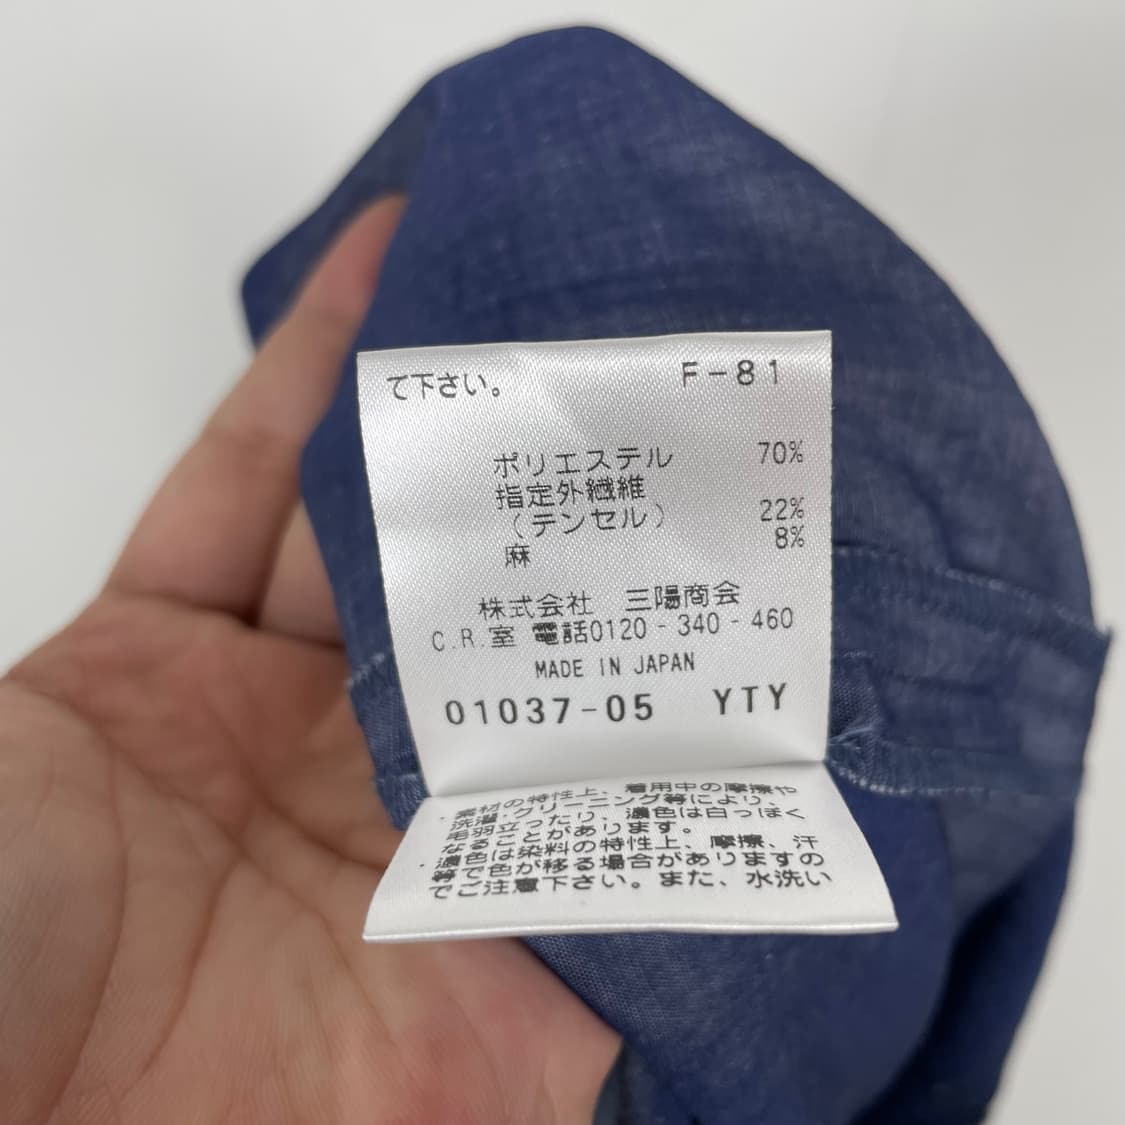 て下さい。 F-81
ポリエステル 70%
指定外繊維
(テンセル) 22%
麻 8%
株式会社 三陽商会
C.R.室 電話0120-340-460
MADE IN JAPAN
01037-05 YTY
・素材の特性上、着用中の摩擦や
洗濯・クリーニング等により、
毛羽立ったり、濃色は白っぽく
なることがあります。
・濃色は染料の特性上、摩擦、汗
等で色が移る場合がありますの
でご注意下さい。また、水洗い